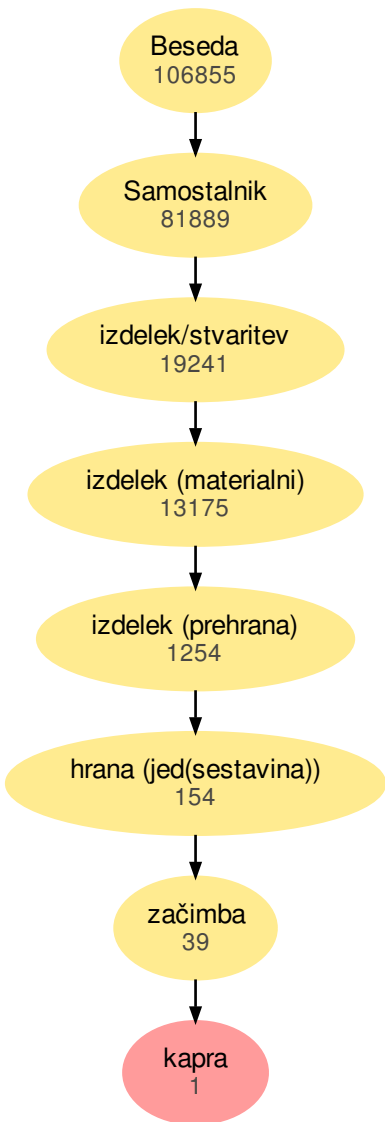 Beseda
106855
Samostalnik
81889
izdelek/stvaritev
19241
izdelek (materialni)
13175
izdelek (prehrana)
1254
hrana (jed(sestavina))
154
začimba
39
kapra
1